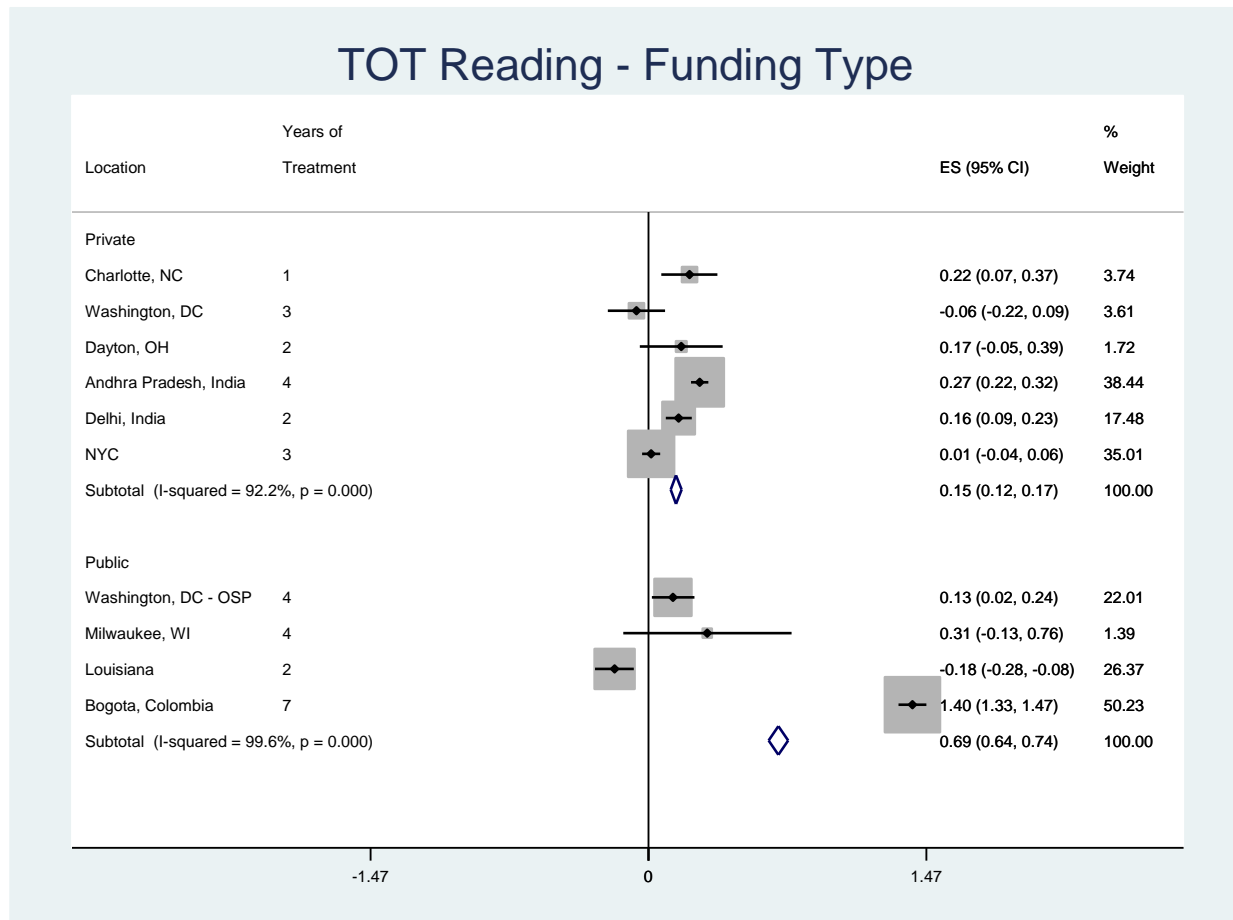 TOT Reading - Funding Type
Years of %
Location Treatment ES (95% CI) Weight
Private
Charlotte, NC 1 0.22 (0.07, 0.37) 3.74
Washington, DC 3 -0.06 (-0.22, 0.09) 3.61
Dayton, OH 2 0.17 (-0.05, 0.39) 1.72
Andhra Pradesh, India 4 0.27 (0.22, 0.32) 38.44
Delhi, India 2 0.16 (0.09, 0.23) 17.48
NYC 3 0.01 (-0.04, 0.06) 35.01
Subtotal (I-squared = 92.2%, p = 0.000) 0.15 (0.12, 0.17) 100.00
Public
Washington, DC - OSP 4 0.13 (0.02, 0.24) 22.01
Milwaukee, WI 4 0.31 (-0.13, 0.76) 1.39
Louisiana 2 -0.18 (-0.28, -0.08) 26.37
Bogota, Colombia 7 1.40 (1.33, 1.47) 50.23
Subtotal (I-squared = 99.6%, p = 0.000) 0.69 (0.64, 0.74) 100.00
-1.47 0 1.47